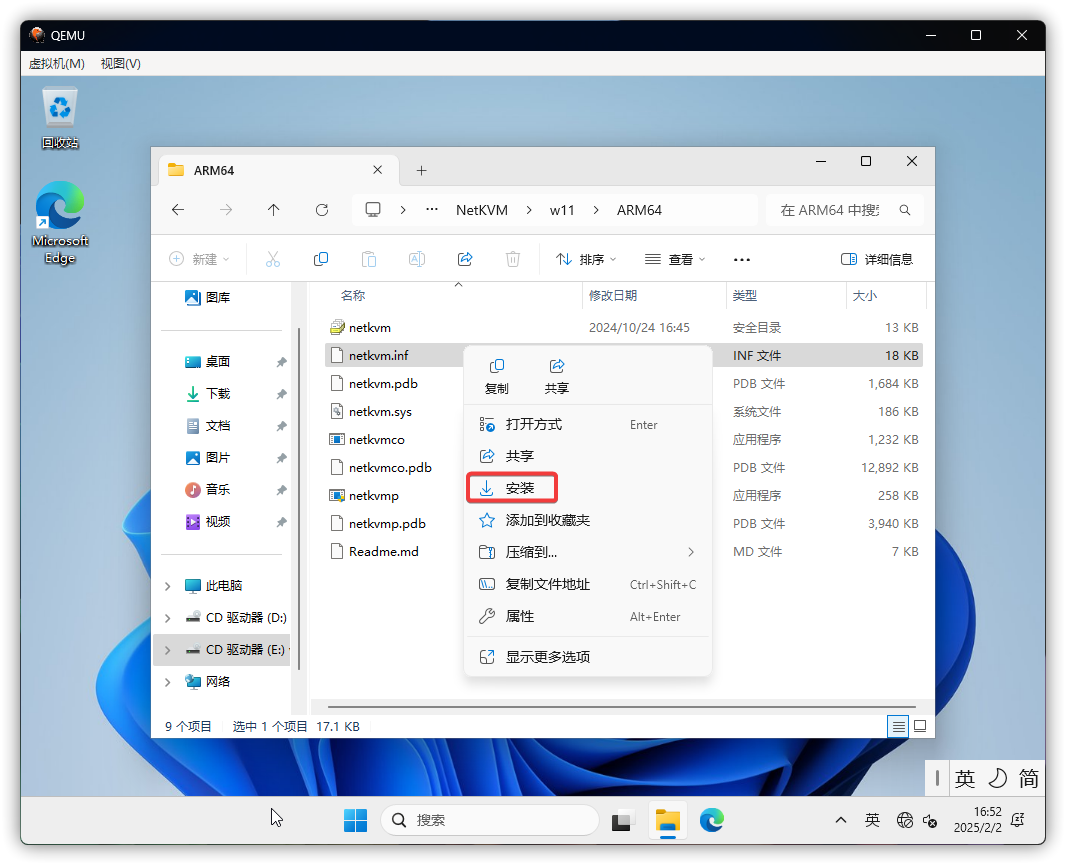 QEMU
虚拟机(M) 视图(V)
回收站
Microsoft
Edge
ARM64
NetKVM w11 ARM64
在 ARM64 中搜
新建
排序
查看
详细信息
图库
桌面
下载
文档
图片
音乐
视频
此电脑
CD 驱动器 (D:)
CD 驱动器 (E:)
网络
名称 修改日期 类型 大小
netkvm 2024/10/24 16:45 安全目录 13 KB
netkvm.inf INF 文件 18 KB
netkvm.pdb PDB 文件 1,684 KB
netkvm.sys 系统文件 186 KB
netkvmco 应用程序 1,232 KB
netkvmco.pdb PDB 文件 12,892 KB
netkvmp 应用程序 258 KB
netkvmp.pdb PDB 文件 3,940 KB
Readme.md MD 文件 7 KB
复制 共享
打开方式 Enter
共享
安装
添加到收藏夹
压缩到...
复制文件地址 Ctrl+Shift+C
属性 Alt+Enter
显示更多选项
9 个项目 选中 1 个项目 17.1 KB
英 简
搜索
英
16:52
2025/2/2